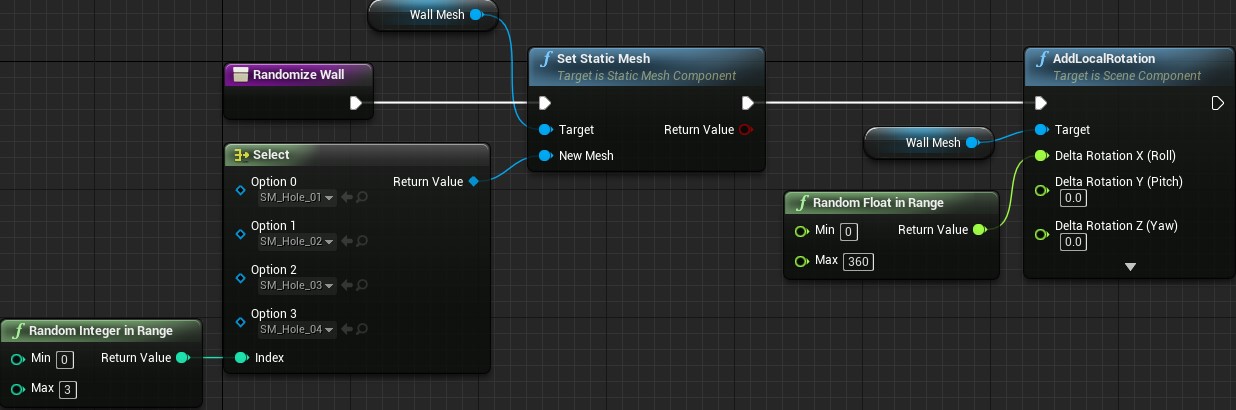 Wall Mesh
Randomize Wall
Set Static Mesh
Target is Static Mesh Component
Target
Return Value
New Mesh
AddLocalRotation
Target is Scene Component
Target
Delta Rotation X (Roll)
Delta Rotation Y (Pitch)
0.0
Delta Rotation Z (Yaw)
0.0
Wall Mesh
Select
Option 0
Return Value
SM_Hole_01
Option 1
SM_Hole_02
Option 2
SM_Hole_03
Option 3
SM_Hole_04
Index
Random Float in Range
Min 0
Return Value
Max 360
Random Integer in Range
Min 0
Return Value
Max 3